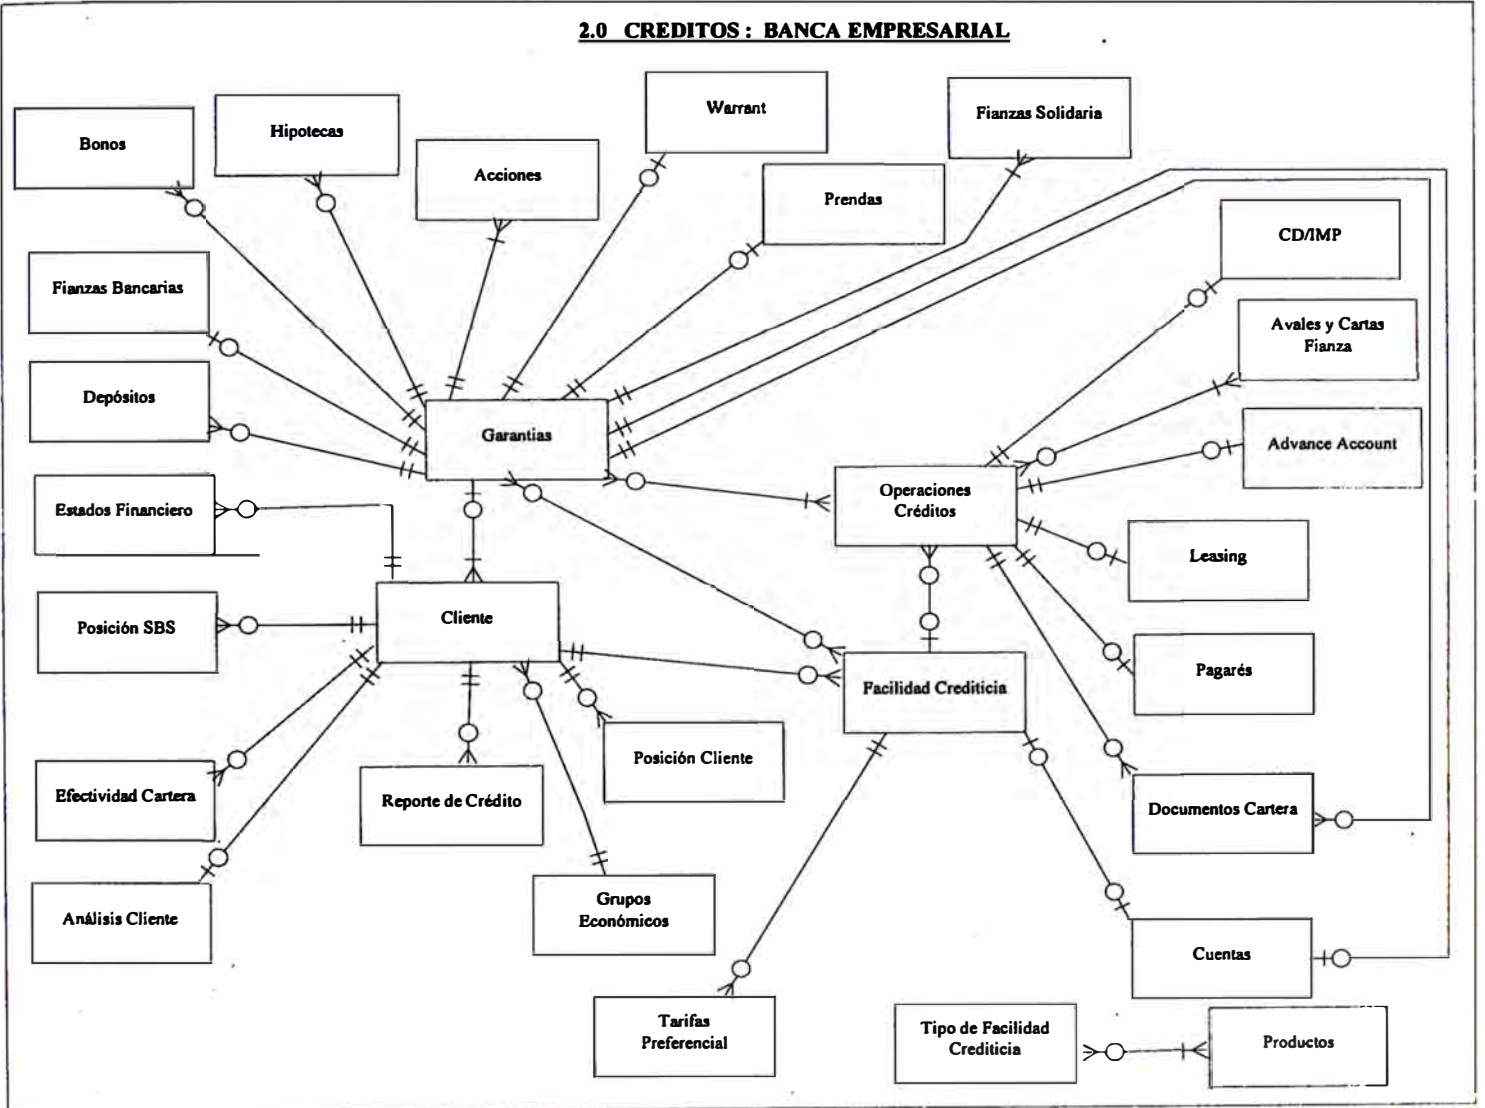 2.0 CREDITOS : BANCA EMPRESARIAL
Bonos
Hipotecas
Acciones
Warrant
Fianzas Solidaria
Prendas
CD/IMP
Fianzas Bancarias
Avales y Cartas
Fianza
Depósitos
Garantias
Advance Account
Estados Financiero
Operaciones
Créditos
Leasing
Posición SBS
Cliente
Pagarés
Facilidad Crediticia
Posición Cliente
Efectividad Cartera
Reporte de Crédito
Documentos Cartera
Análisis Cliente
Grupos
Económicos
Cuentas
Tarifas
Preferencial
Tipo de Facilidad
Crediticia
Productos